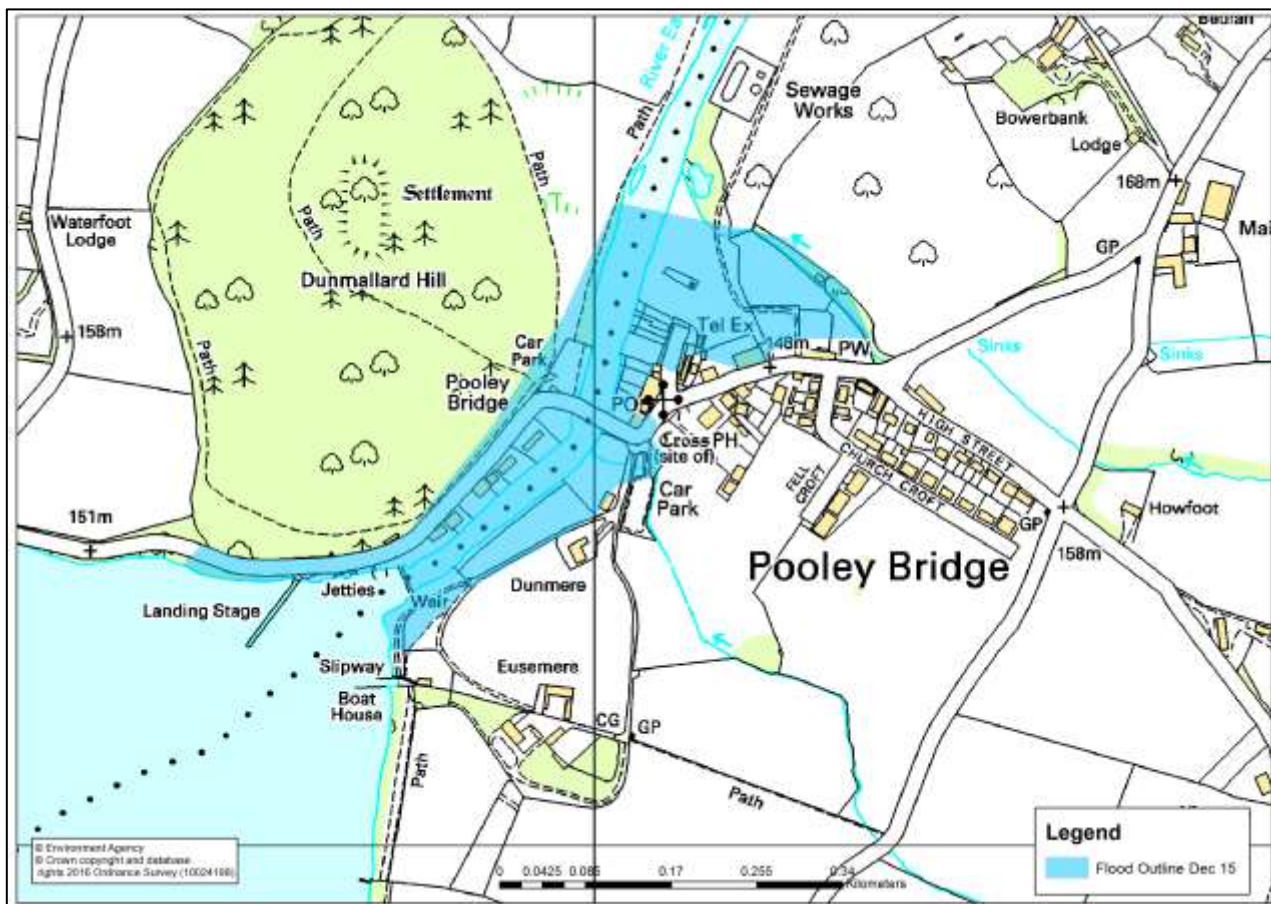 River Ea
Path
Sewage
Works
Bowerbank
Lodge
168m
Settlement
Path
Path
Waterfoot
Lodge
GP
Mai
Dunmallard Hill
158m
Path
Car
Park
Tel Ex
148m
PW
Sinks
Sinks
Pooley
Bridge
PO
Cross
(site of)
PH
HIGH STREET
CHURCH CROFT
FELL
CROFT
Car
Park
GP
Howfoot
158m
151m
Pooley Bridge
Jetties
Landing Stage
Weir
Dunmere
Slipway
Eusemere
Boat
House
CG
GP
Path
Path
Legend
Flood Outline Dec 15
© Environment Agency
© Crown copyright and database
rights 2016 Ordnance Survey (10024198)
0 0.0425 0.085 0.17 0.255 0.34
Kilometers